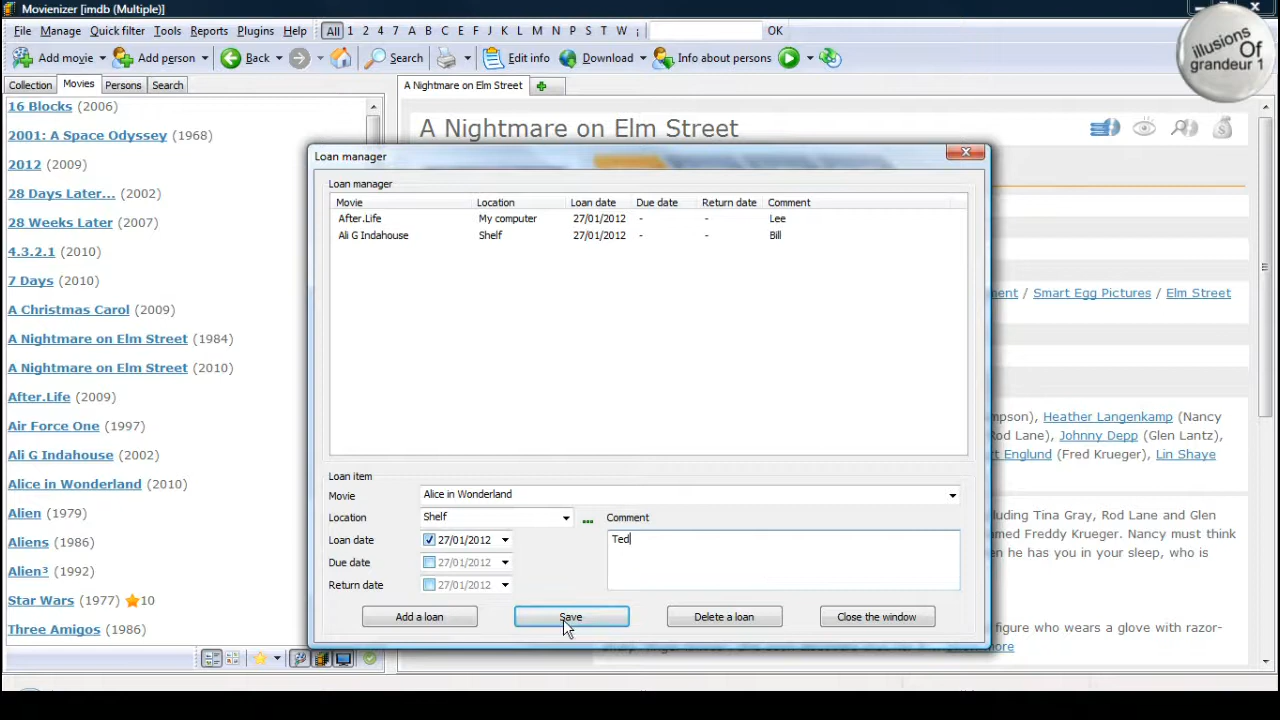 Movienizer [imdb (Multiple)]
File Manage Quick filter Tools Reports Plugins Help All 1 2 4 7 A B C E F J K L M N P S T W ¡ OK
Add movie Add person Back Search Edit info Download Info about persons
illusions Of grandeur 1
Collection Movies Persons Search
A Nightmare on Elm Street
16 Blocks (2006)
2001: A Space Odyssey (1968)
2012 (2009)
28 Days Later... (2002)
28 Weeks Later (2007)
4.3.2.1 (2010)
7 Days (2010)
A Christmas Carol (2009)
A Nightmare on Elm Street (1984)
A Nightmare on Elm Street (2010)
After.Life (2009)
Air Force One (1997)
Ali G Indahouse (2002)
Alice in Wonderland (2010)
Alien (1979)
Aliens (1986)
Alien³ (1992)
Star Wars (1977) 10
Three Amigos (1986)
A Nightmare on Elm Street
Loan manager
Loan manager
Movie Location Loan date Due date Return date Comment
After.Life My computer 27/01/2012 - - Lee
Ali G Indahouse Shelf 27/01/2012 - - Bill
Loan item
Movie Alice in Wonderland
Location Shelf ... Comment
Loan date 27/01/2012 Ted
Due date 27/01/2012
Return date 27/01/2012
Add a loan Save Delete a loan Close the window
/ Smart Egg Pictures / Elm Street
Heather Langenkamp (Nancy
Rod Lane), Johnny Depp (Glen Lantz),
Englund (Fred Krueger), Lin Shaye
including Tina Gray, Rod Lane and Glen
named Freddy Krueger. Nancy must think
he has you in your sleep, who is
figure who wears a glove with razor-